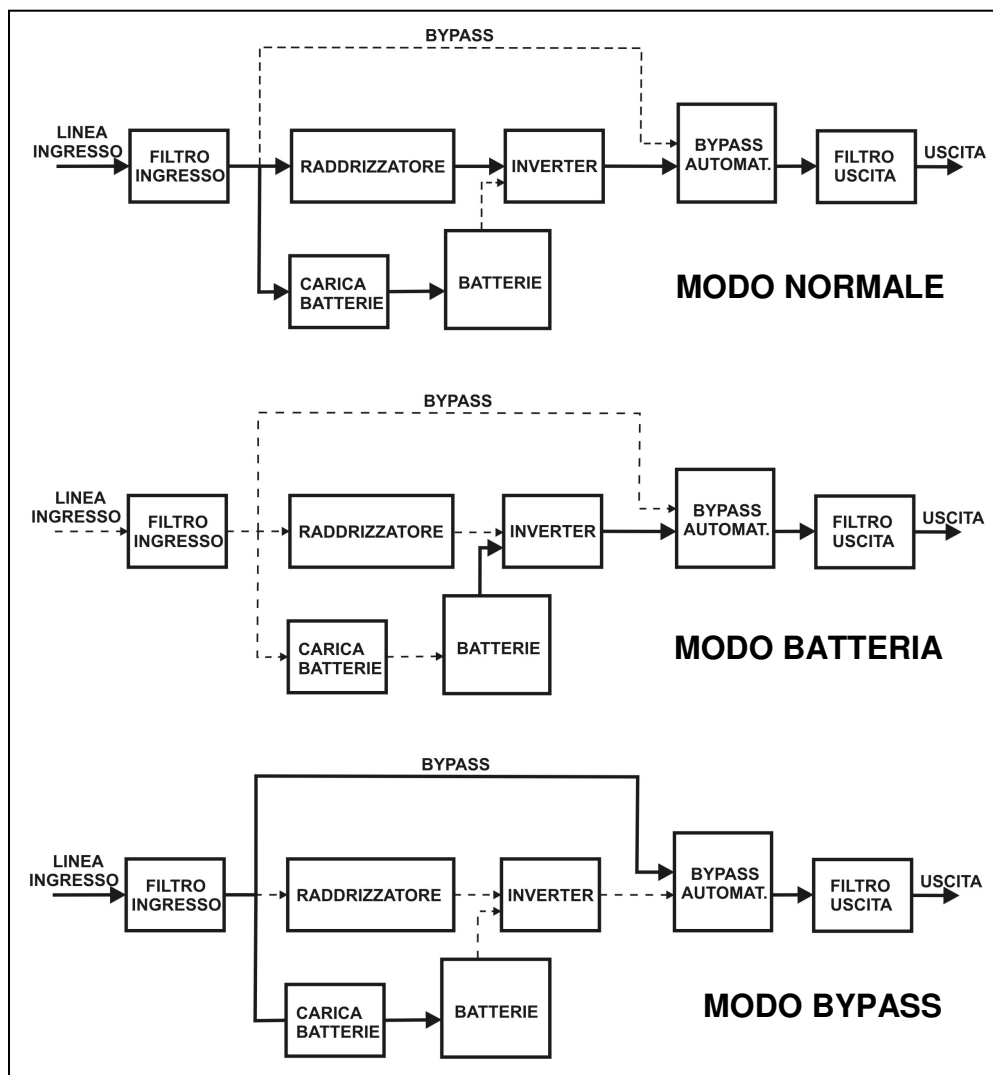 BYPASS
LINEA
INGRESSO
FILTRO
INGRESSO
RADDRIZZATORE
INVERTER
BYPASS
AUTOMAT.
FILTRO
USCITA
USCITA
CARICA
BATTERIE
BATTERIE
MODO NORMALE
BYPASS
LINEA
INGRESSO
FILTRO
INGRESSO
RADDRIZZATORE
INVERTER
BYPASS
AUTOMAT.
FILTRO
USCITA
USCITA
CARICA
BATTERIE
BATTERIE
MODO BATTERIA
BYPASS
LINEA
INGRESSO
FILTRO
INGRESSO
RADDRIZZATORE
INVERTER
BYPASS
AUTOMAT.
FILTRO
USCITA
USCITA
CARICA
BATTERIE
BATTERIE
MODO BYPASS